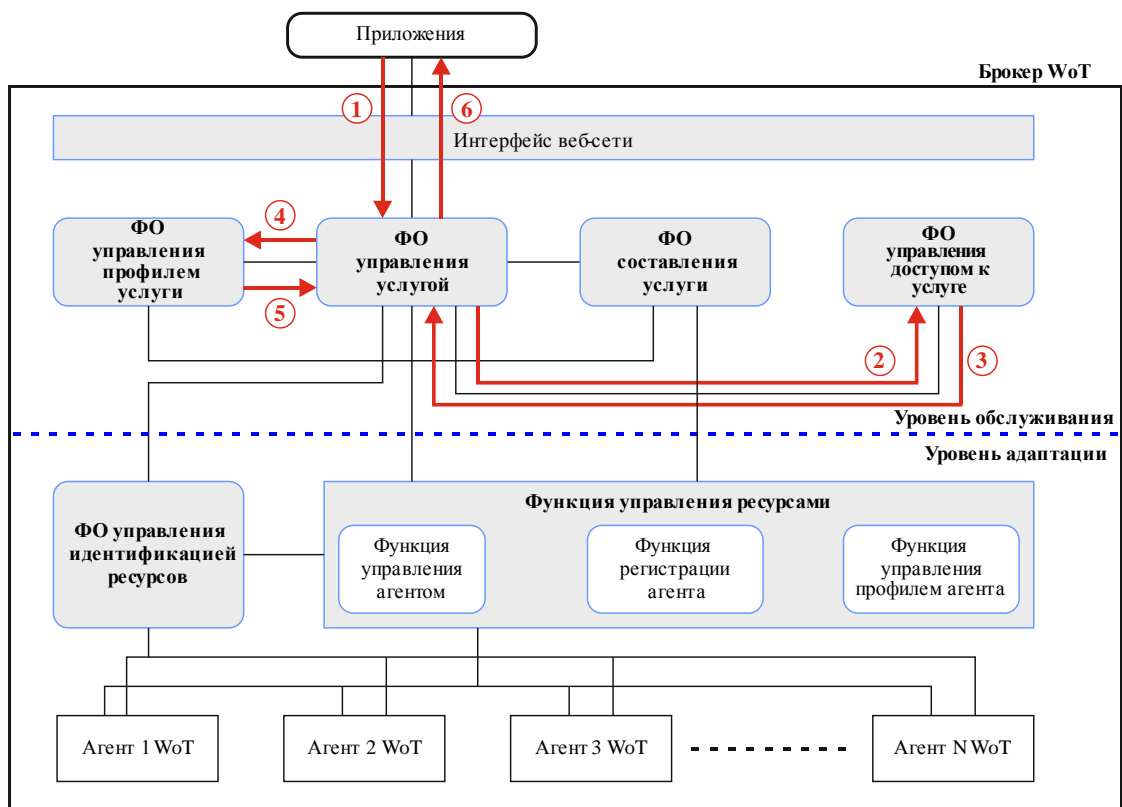 Приложения
Брокер WoT
1
6
Интерфейс веб-сети
ФО
управления
профилем
услуги
4
5
ФО
управления
услугой
ФО
составления
услуги
ФО
управления
доступом к
услуге
2
3
Уровень обслуживания
Уровень адаптации
ФО управления
идентификацией
ресурсов
Функция управления ресурсами
Функция
управления
агентом
Функция
регистрации
агента
Функция
управления
профилем агента
Агент 1 WoT
Агент 2 WoT
Агент 3 WoT
Агент N WoT